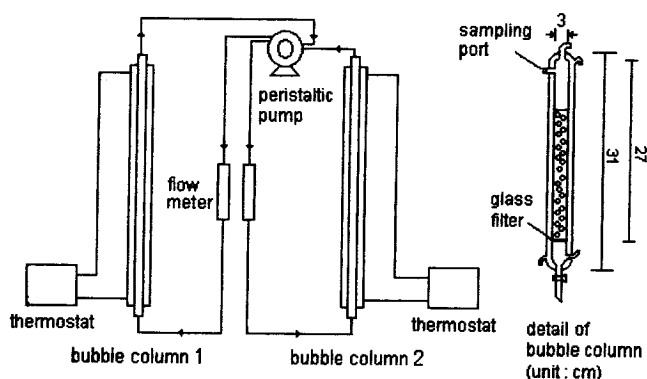 peristaltic
pump
flow
meter
thermostat
bubble column 1
thermostat
bubble column 2
3
sampling
port
31
27
glass
filter
detail of
bubble column
(unit : cm)